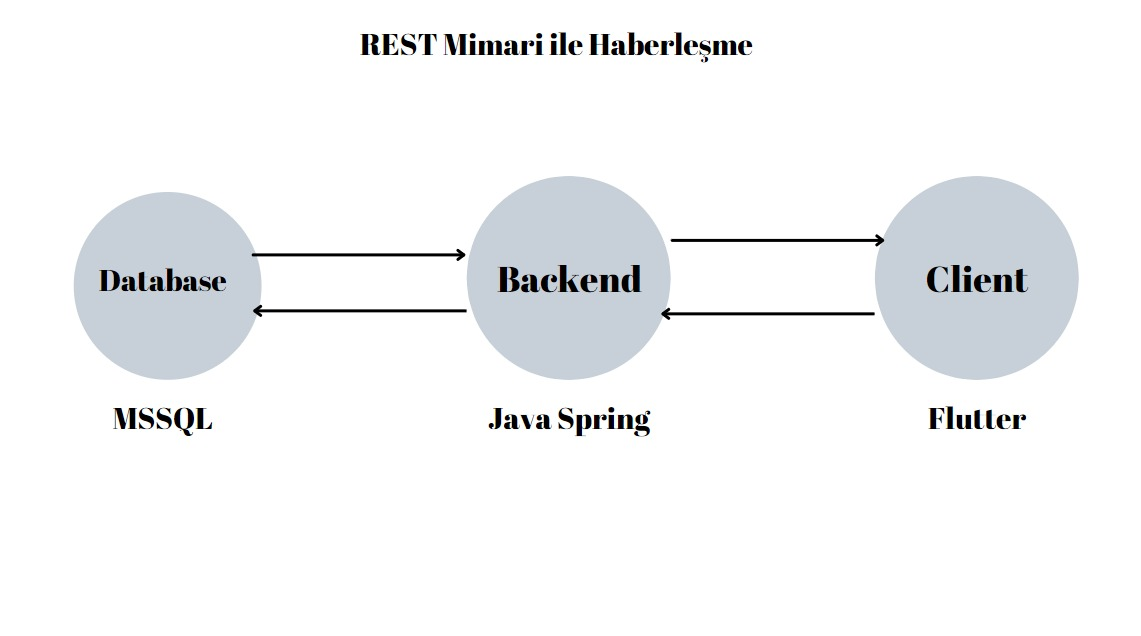 REST Mimari ile Haberleşme
Database
Backend
Client
MSSQL
Java Spring
Flutter